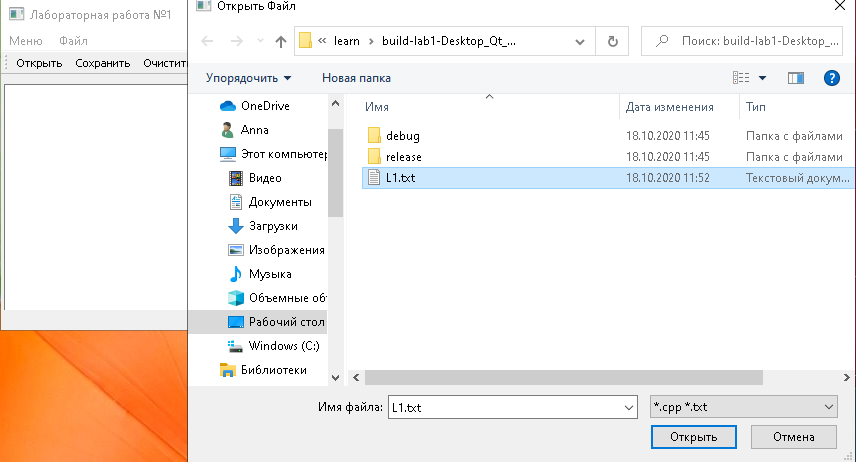 Лабораторная работа №1
Меню Файл
Открыть Сохранить Очистить
Открыть Файл
« learn › build-lab1-Desktop_Qt_...
Поиск: build-lab1-Desktop_...
Упорядочить Новая папка
OneDrive
Anna
Этот компьютер
Видео
Документы
Загрузки
Изображения
Музыка
Объемные об
Рабочий стол
Windows (C:)
Библиотеки
Имя Дата изменения Тип
debug 18.10.2020 11:45 Папка с файлами
release 18.10.2020 11:45 Папка с файлами
L1.txt 18.10.2020 11:52 Текстовый докум...
Имя файла: L1.txt *.cpp *.txt
Открыть Отмена